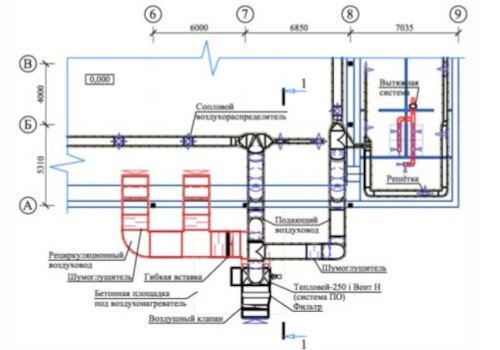 6 7 8 9
6000 6850 7035
В
Б
А
4000
5310
0,000
1
Вытяжная
система
Сопловой
воздухораспределитель
Решётка
Подающий
воздуховод
Рециркуляционный
воздуховод
Шумоглушитель
Гибкая вставка
Шумоглушитель
Бетонная площадка
под воздухонагреватель
Тепловей-250 i Вент Н
(система ПО)
Фильтр
Воздушный клапан
1